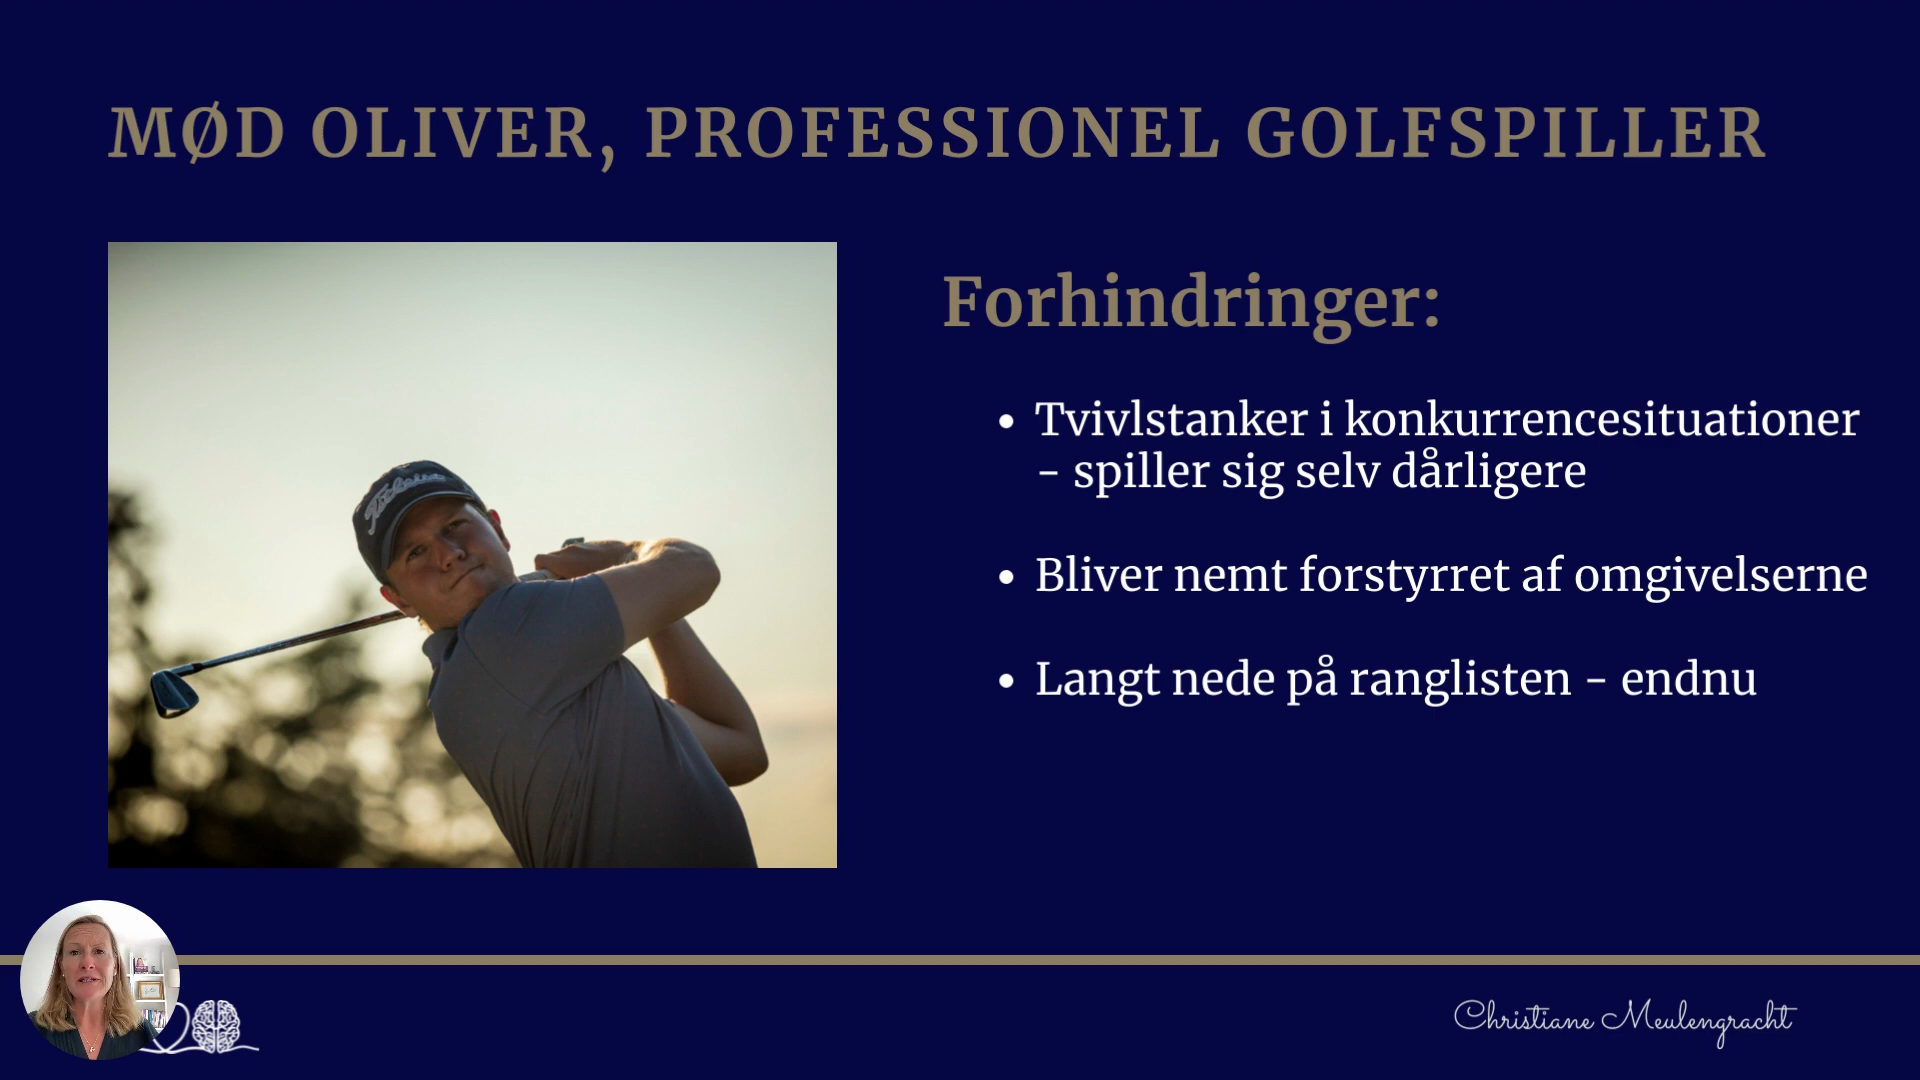 MØD OLIVER, PROFESSIONEL GOLFSPILLER
Titleist
Forhindringer:
• Tvivlstanker i konkurrencesituationer
- spiller sig selv dårligere
• Bliver nemt forstyrret af omgivelserne
• Langt nede på ranglisten - endnu
Christiane Meulengracht